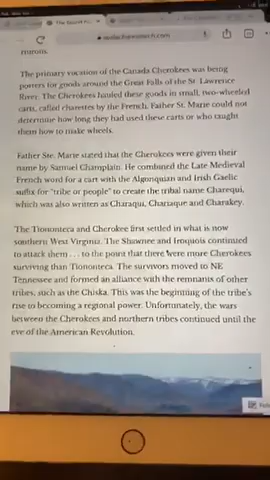 The primary vocation of the Canada Cherokees was being
porters for goods around the Great Falls of the St. Lawrence
River. The Cherokees hauled these goods in small, two-wheeled
carts, called charettes by the French. Father St. Marie could not
determine how long they had used these carts or who taught
them how to make wheels.
Father Ste. Marie stated that the Cherokees were given their
name by Samuel Champlain. He combined the Late Medieval
French word for a cart with the Algonquian and Irish Gaelic
suffix for "tribe or people" to create the tribal name Charequi,
which was also written as Charaqui, Charaque and Charakey.
The Tiononteca and Cherokee first settled in what is now
southern West Virginia. The Shawnee and Iroquois continued
to attack them . . . to the point that there were more Cherokees
surviving than Tiononteca. The survivors moved to NE
Tennessee and formed an alliance with the remnants of other
tribes, such as the Chiska. This was the beginning of the tribe's
rise to becoming a regional power. Unfortunately, the wars
between the Cherokees and northern tribes continued until the
eve of the American Revolution.